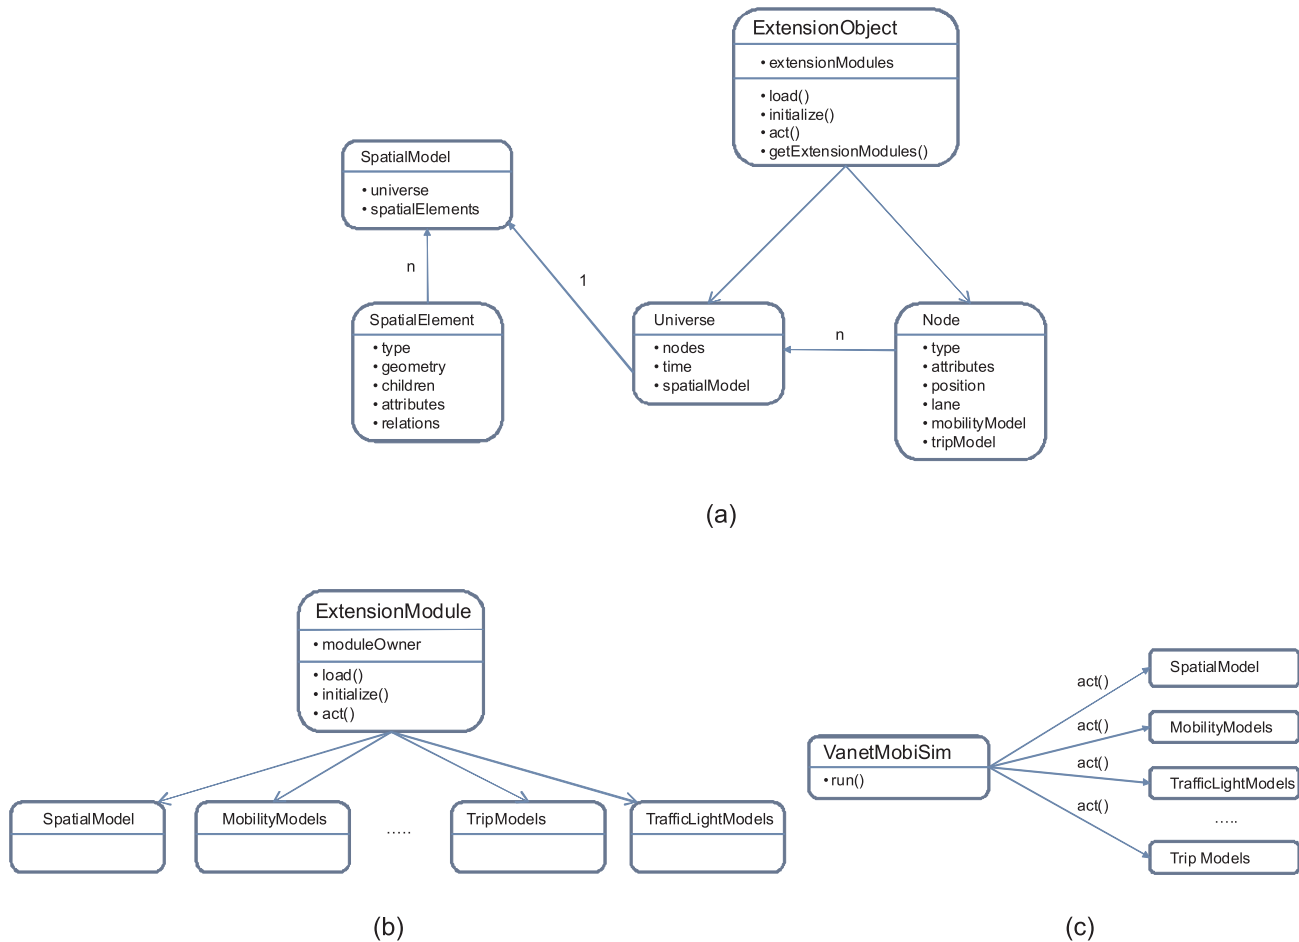 ExtensionObject
• extensionModules
• load()
• initialize()
• act()
• getExtensionModules()
SpatialModel
• universe
• spatialElements
n
1
SpatialElement
• type
• geometry
• children
• attributes
• relations
Universe
• nodes
• time
• spatialModel
n
Node
• type
• attributes
• position
• lane
• mobilityModel
• tripModel
(a)
ExtensionModule
• moduleOwner
• load()
• initialize()
• act()
SpatialModel
MobilityModels
.....
TripModels
TrafficLightModels
(b)
VanetMobiSim
• run()
act()
SpatialModel
act()
MobilityModels
act()
TrafficLightModels
.....
act()
Trip Models
(c)